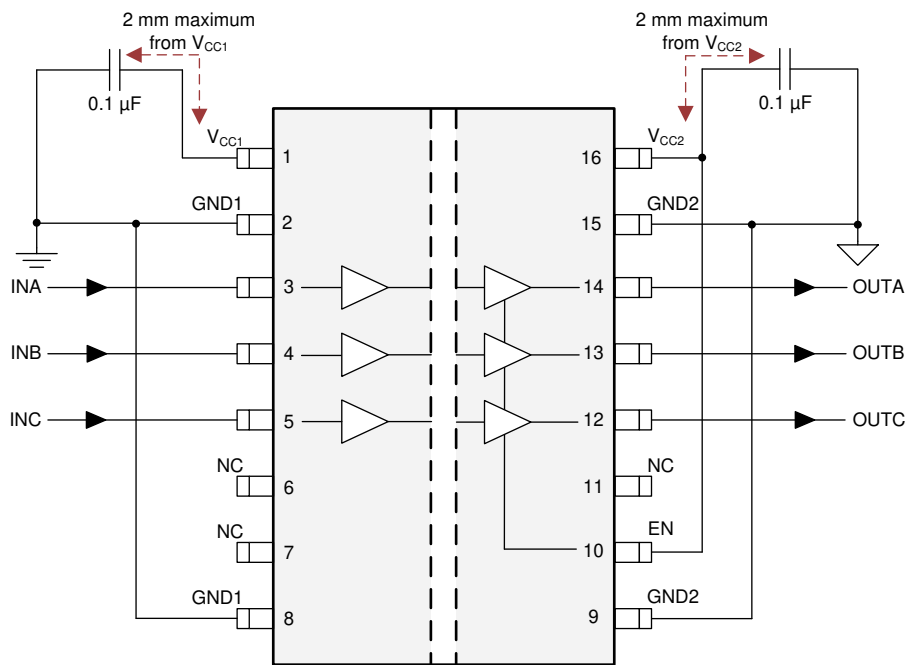 2 mm maximum
from VCC1
2 mm maximum
from VCC2
0.1 µF
0.1 µF
VCC1
1
16
VCC2
GND1
2
15
GND2
INA
3
14
OUTA
INB
4
13
OUTB
INC
5
12
OUTC
NC
6
11
NC
NC
7
10
EN
GND1
8
9
GND2